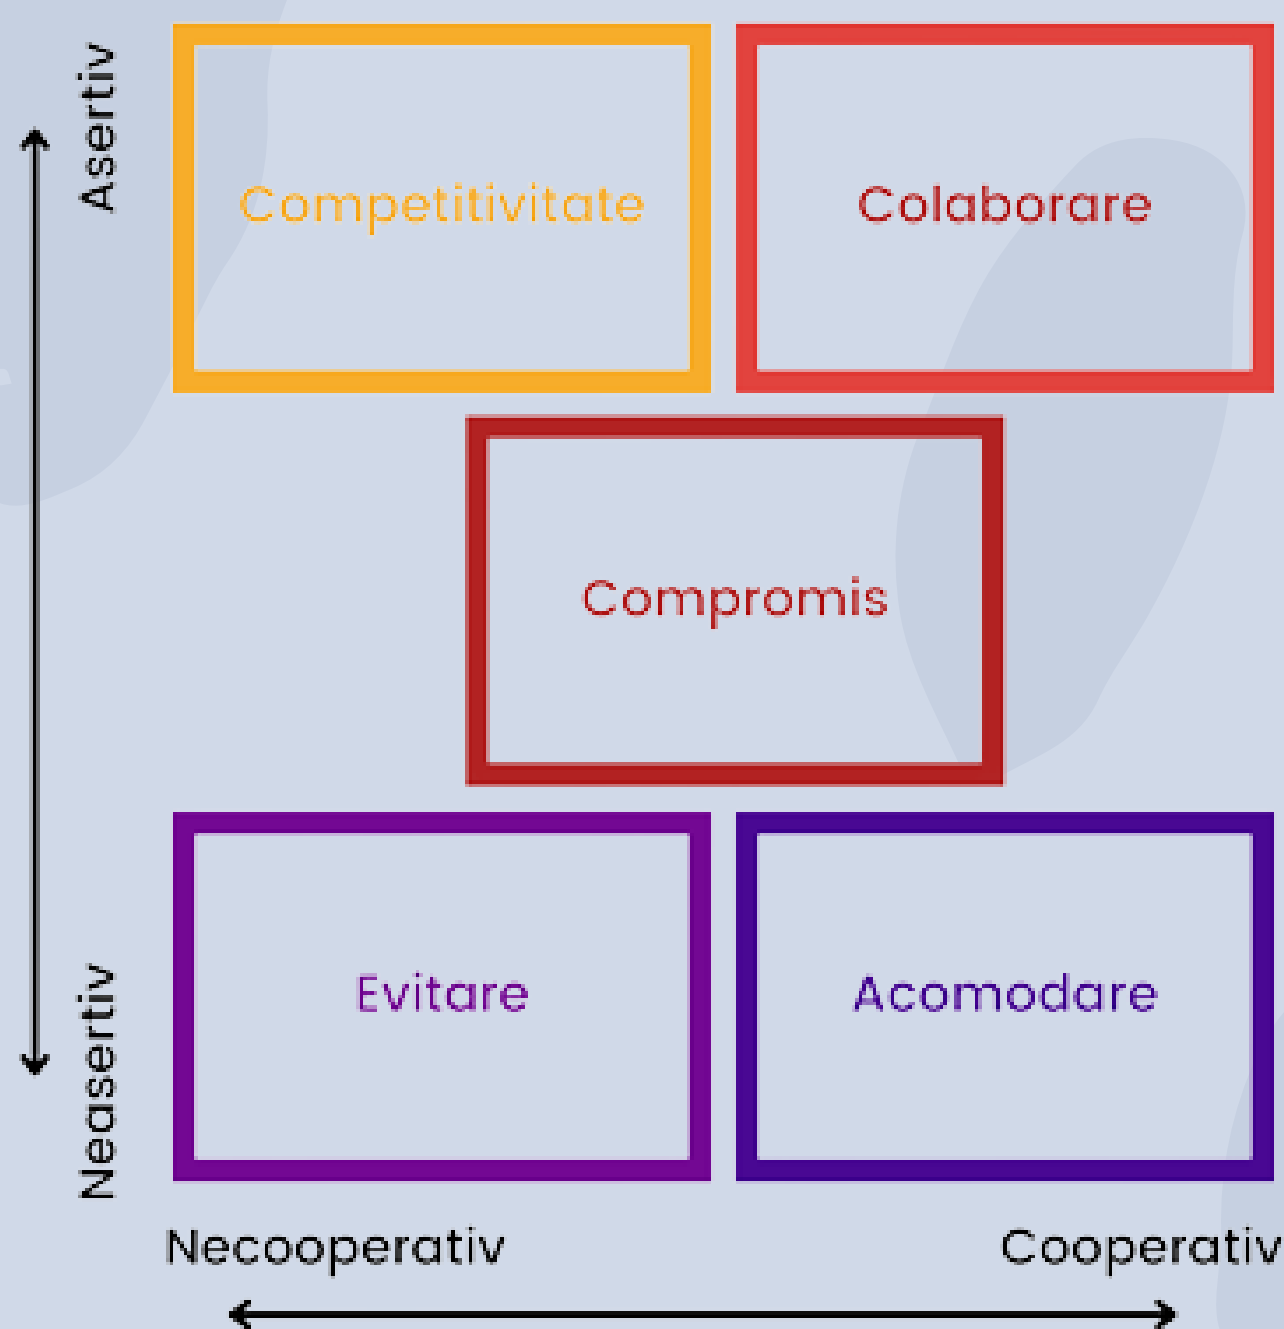 Asertiv
Competitivitate
Colaborare
Compromis
Neasertiv
Evitare
Acomodare
Necooperativ
Cooperativ